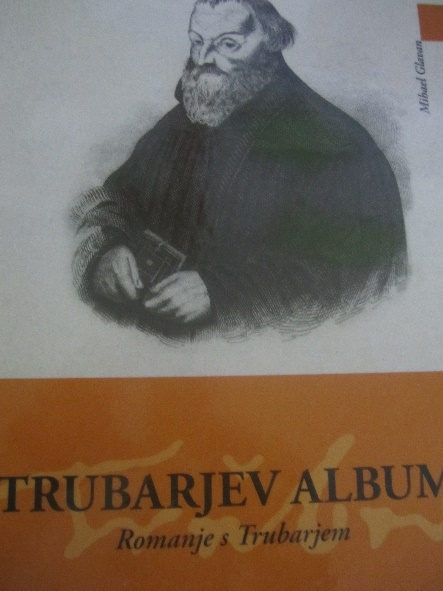 Mihael Glavan
TRUBARJEV ALBUM
Romanje s Trubarjem